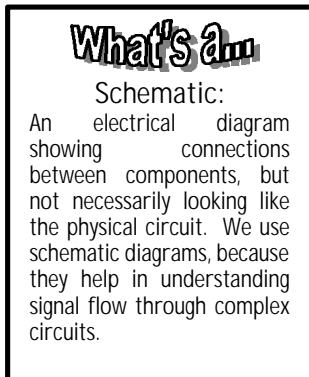 What's a...
Schematic:
An electrical diagram
showing connections
between components, but
not necessarily looking like
the physical circuit. We use
schematic diagrams, because
they help in understanding
signal flow through complex
circuits.